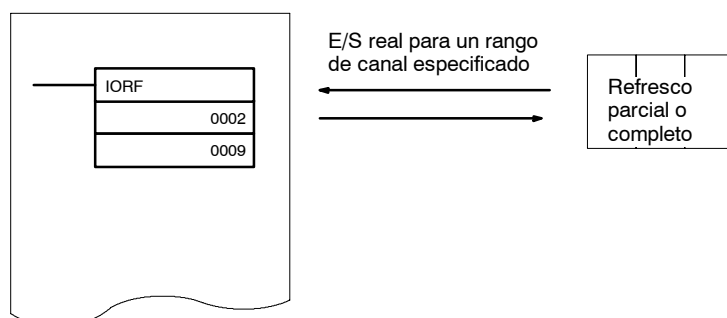 E/S real para un rango
de canal especificado
IORF
0002
0009
Refresco
parcial o
completo